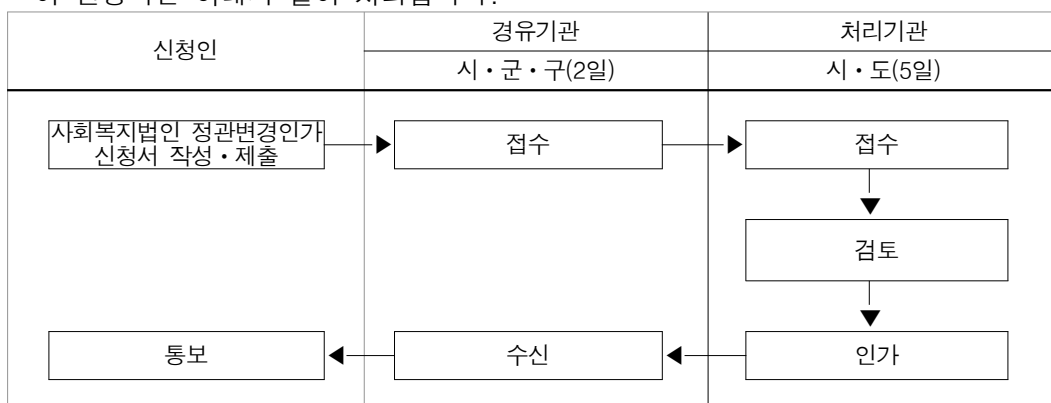 신청인
경유기관
처리기관
시・군・구(2일)
시・도(5일)
사회복지법인 정관변경인가
신청서 작성・제출
접수
접수
검토
통보
수신
인가